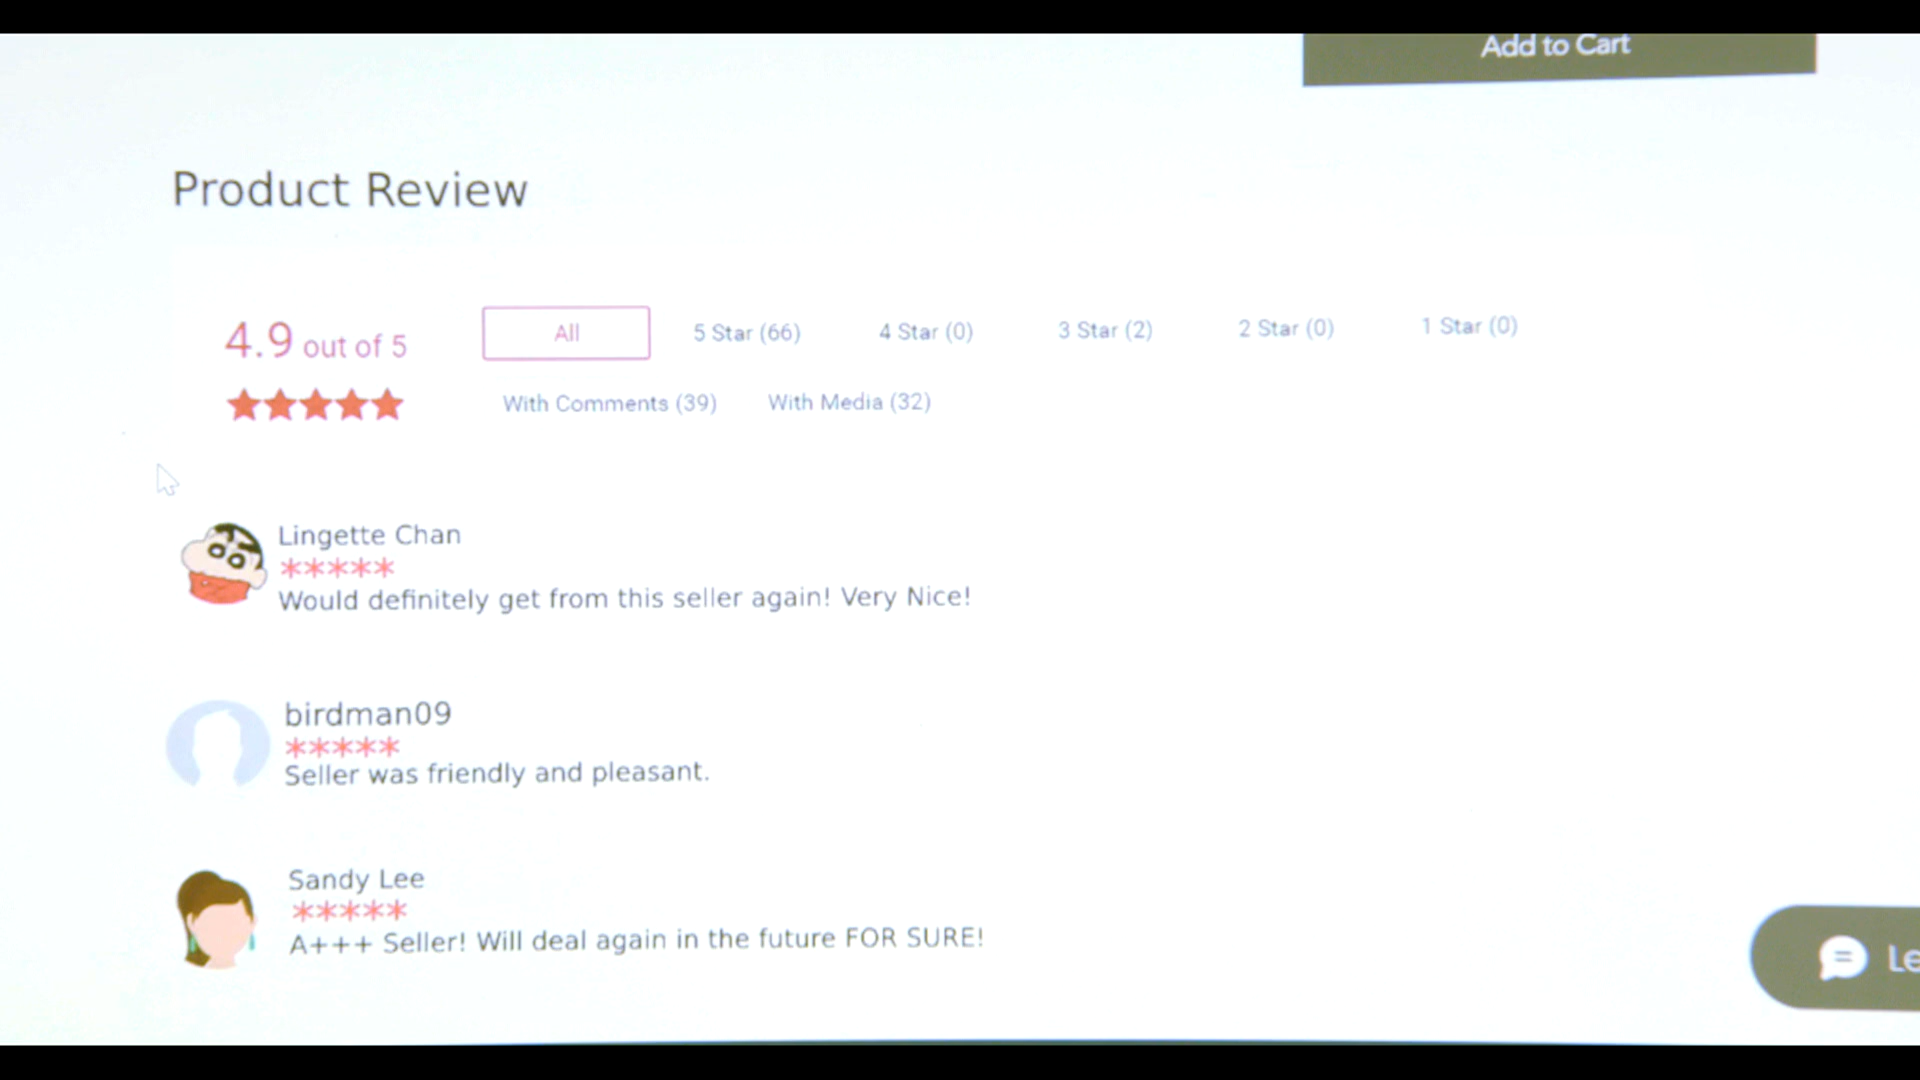 Add to Cart
Product Review
4.9 out of 5
All
5 Star (66)
4 Star (0)
3 Star (2)
2 Star (0)
1 Star (0)
With Comments (39)
With Media (32)
Lingette Chan
*****
Would definitely get from this seller again! Very Nice!
birdman09
*****
Seller was friendly and pleasant.
Sandy Lee
*****
A+++ Seller! Will deal again in the future FOR SURE!
Le